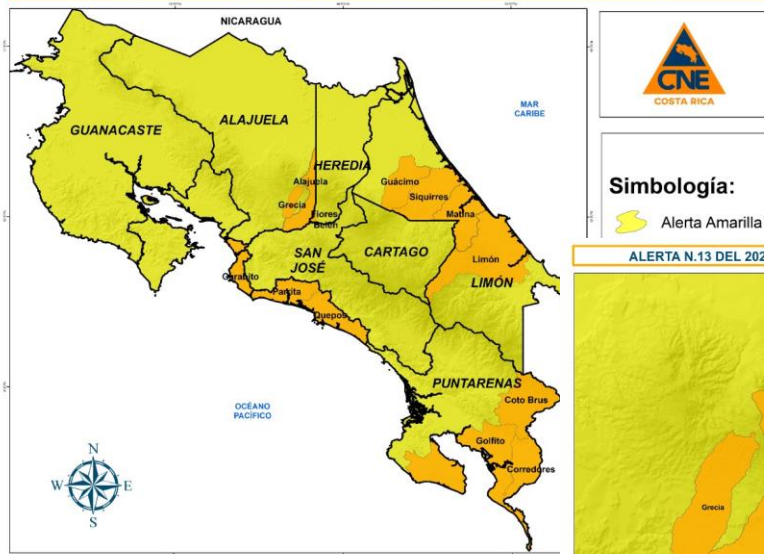 NICARAGUA
MAR
CARIBE
GUANACASTE
ALAJUELA
HEREDIA
Alajuela
Grecia
Flores
Belén
Guácimo
Siquirres
Matina
Limón
LIMÓN
SAN
JOSÉ
CARTAGO
Garabito
Parrita
Quepos
PUNTARENAS
Coto Brus
Golfito
Corredores
OCÉANO
PACÍFICO
N
W
E
S
CNE
COSTA RICA
Simbología:
Alerta Amarilla
ALERTA N.13 DEL 202
Grecia